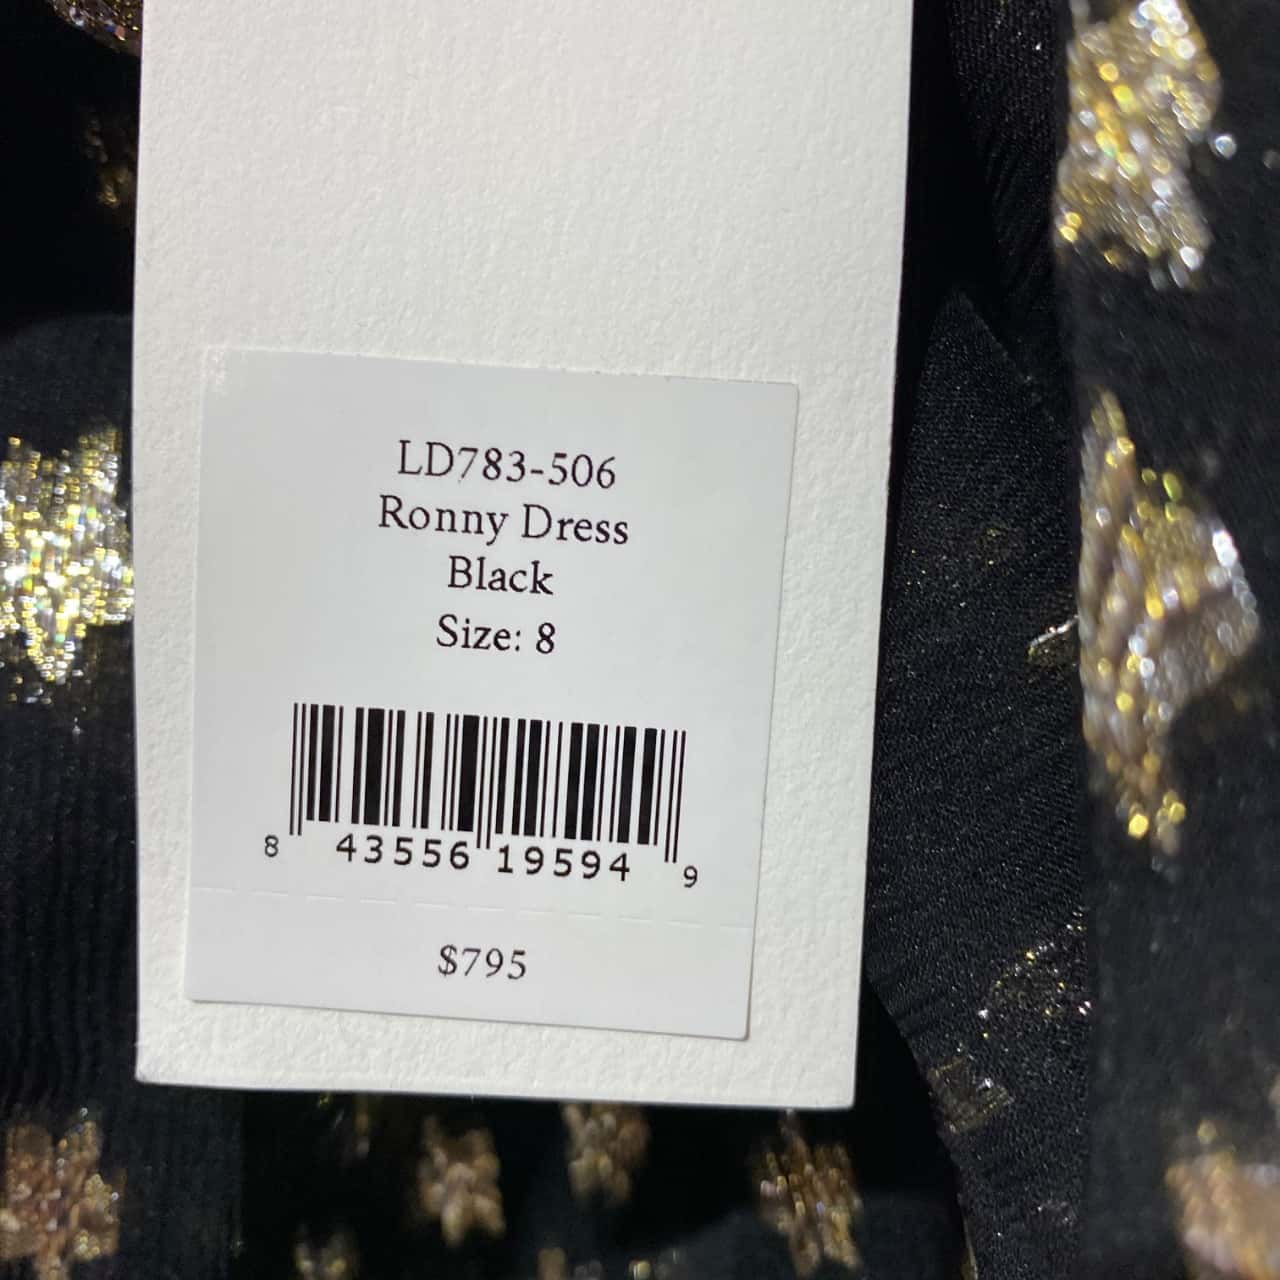 LD783-506
Ronny Dress
Black
Size: 8
8 43556 19594 9
$795